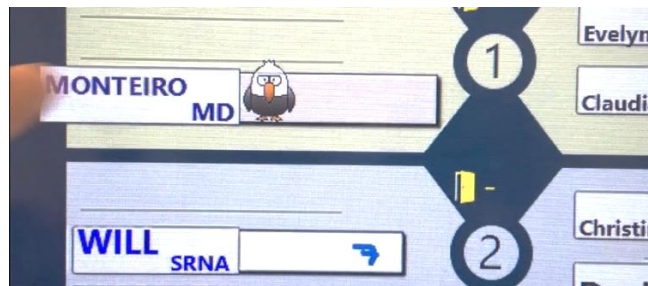 MONTEIRO
MD
1
Evelyn
Claudi
WILL
SRNA
2
Christi